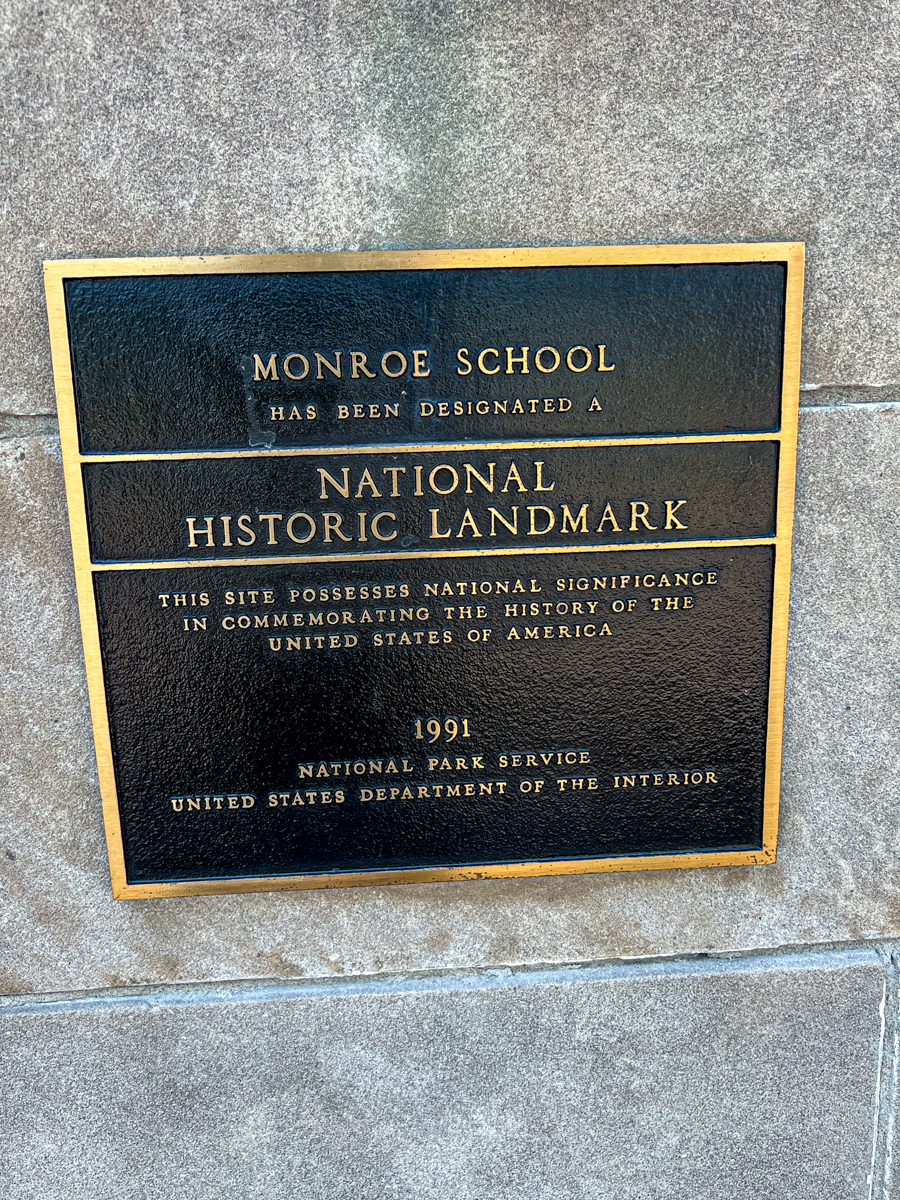 MONROE SCHOOL
HAS BEEN DESIGNATED A
NATIONAL
HISTORIC LANDMARK
THIS SITE POSSESSES NATIONAL SIGNIFICANCE
IN COMMEMORATING THE HISTORY OF THE
UNITED STATES OF AMERICA
1991
NATIONAL PARK SERVICE
UNITED STATES DEPARTMENT OF THE INTERIOR